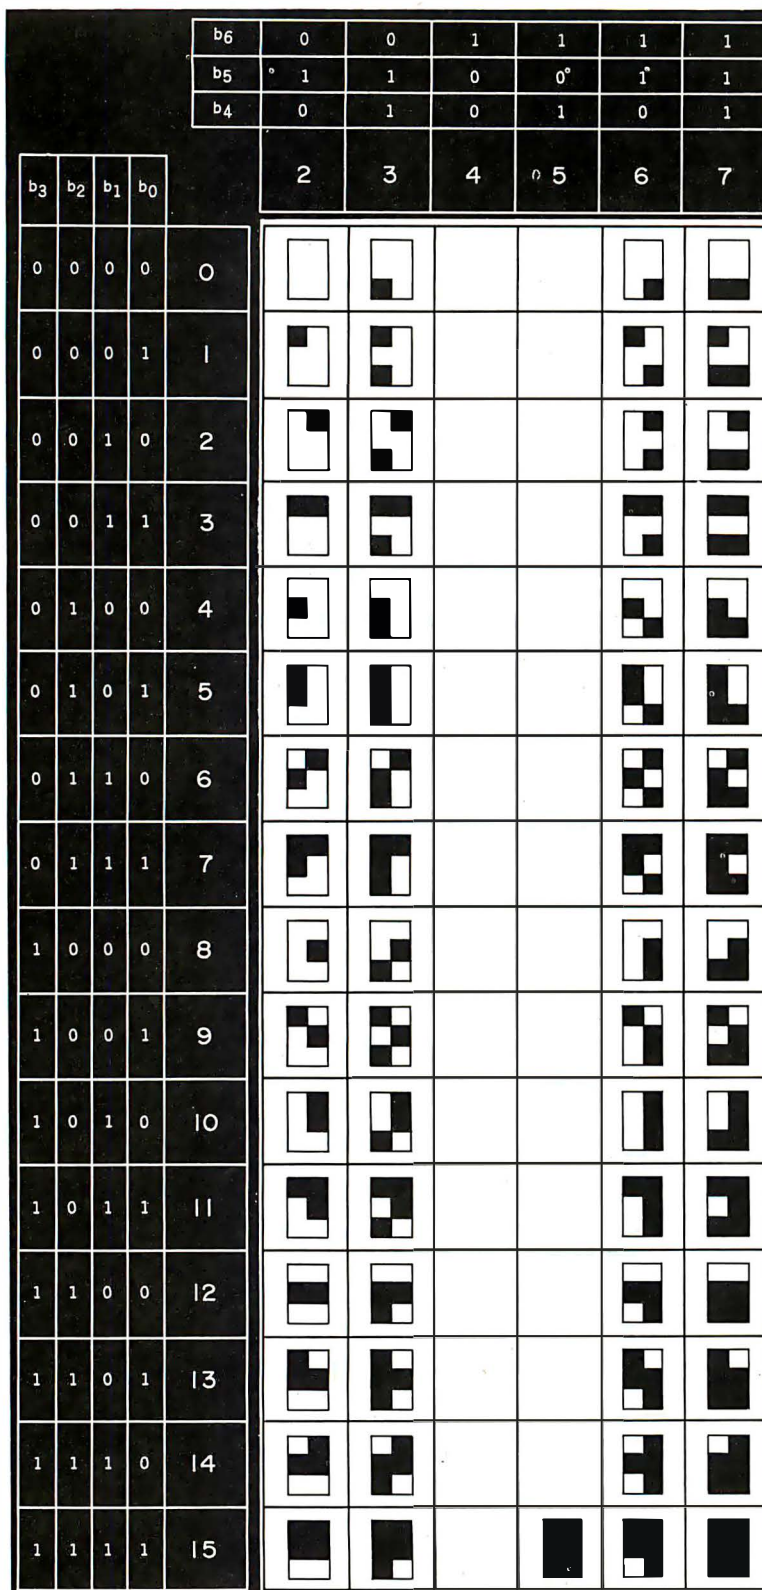 b6 0 0 1 1 1 1
b5 1 1 0 0 1 1
b4 0 1 0 1 0 1
b3 b2 b1 b0 2 3 4 5 6 7
0 0 0 0 0
0 0 0 1 1
0 0 1 0 2
0 0 1 1 3
0 1 0 0 4
0 1 0 1 5
0 1 1 0 6
0 1 1 1 7
1 0 0 0 8
1 0 0 1 9
1 0 1 0 10
1 0 1 1 11
1 1 0 0 12
1 1 0 1 13
1 1 1 0 14
1 1 1 1 15